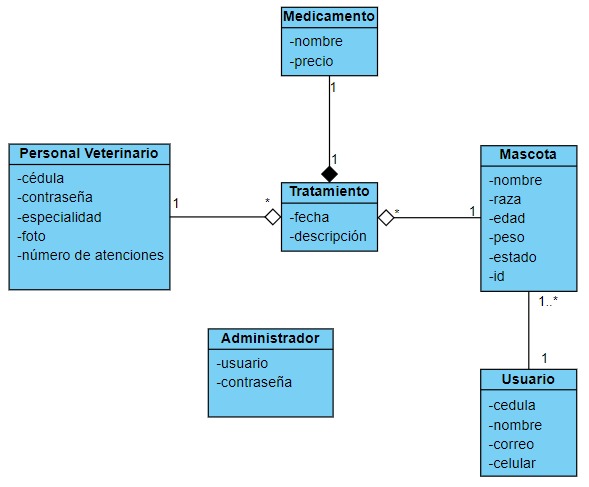 Medicamento
-nombre
-precio
1
1
Personal Veterinario
-cédula
-contraseña
-especialidad
-foto
-número de atenciones
1
*
Tratamiento
-fecha
-descripción
*
1
Mascota
-nombre
-raza
-edad
-peso
-estado
-id
1..*
1
Administrador
-usuario
-contraseña
Usuario
-cedula
-nombre
-correo
-celular